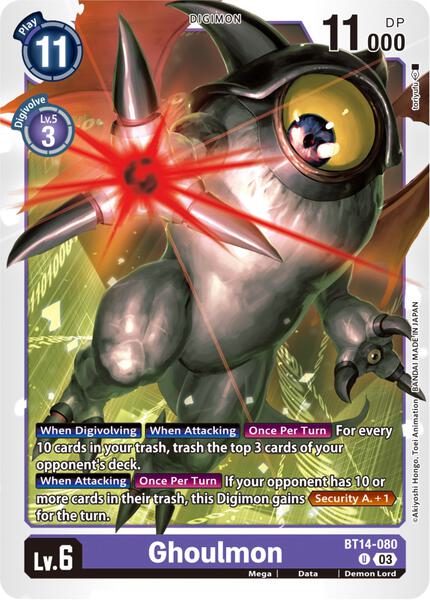 Play
11
DIGIMON
DP
11000
Digivolve
Lv.5
3
toriyufu
1101000
When Digivolving When Attacking Once Per Turn For every
10 cards in your trash, trash the top 3 cards of your
opponent's deck.
When Attacking Once Per Turn If your opponent has 10 or
more cards in their trash, this Digimon gains Security A. + 1
for the turn.
©Akiyoshi Hongo, Toei Animation BANDAI MADE IN JAPAN
Lv.6
Ghoulmon
BT14-080
U 03
Mega Data Demon Lord